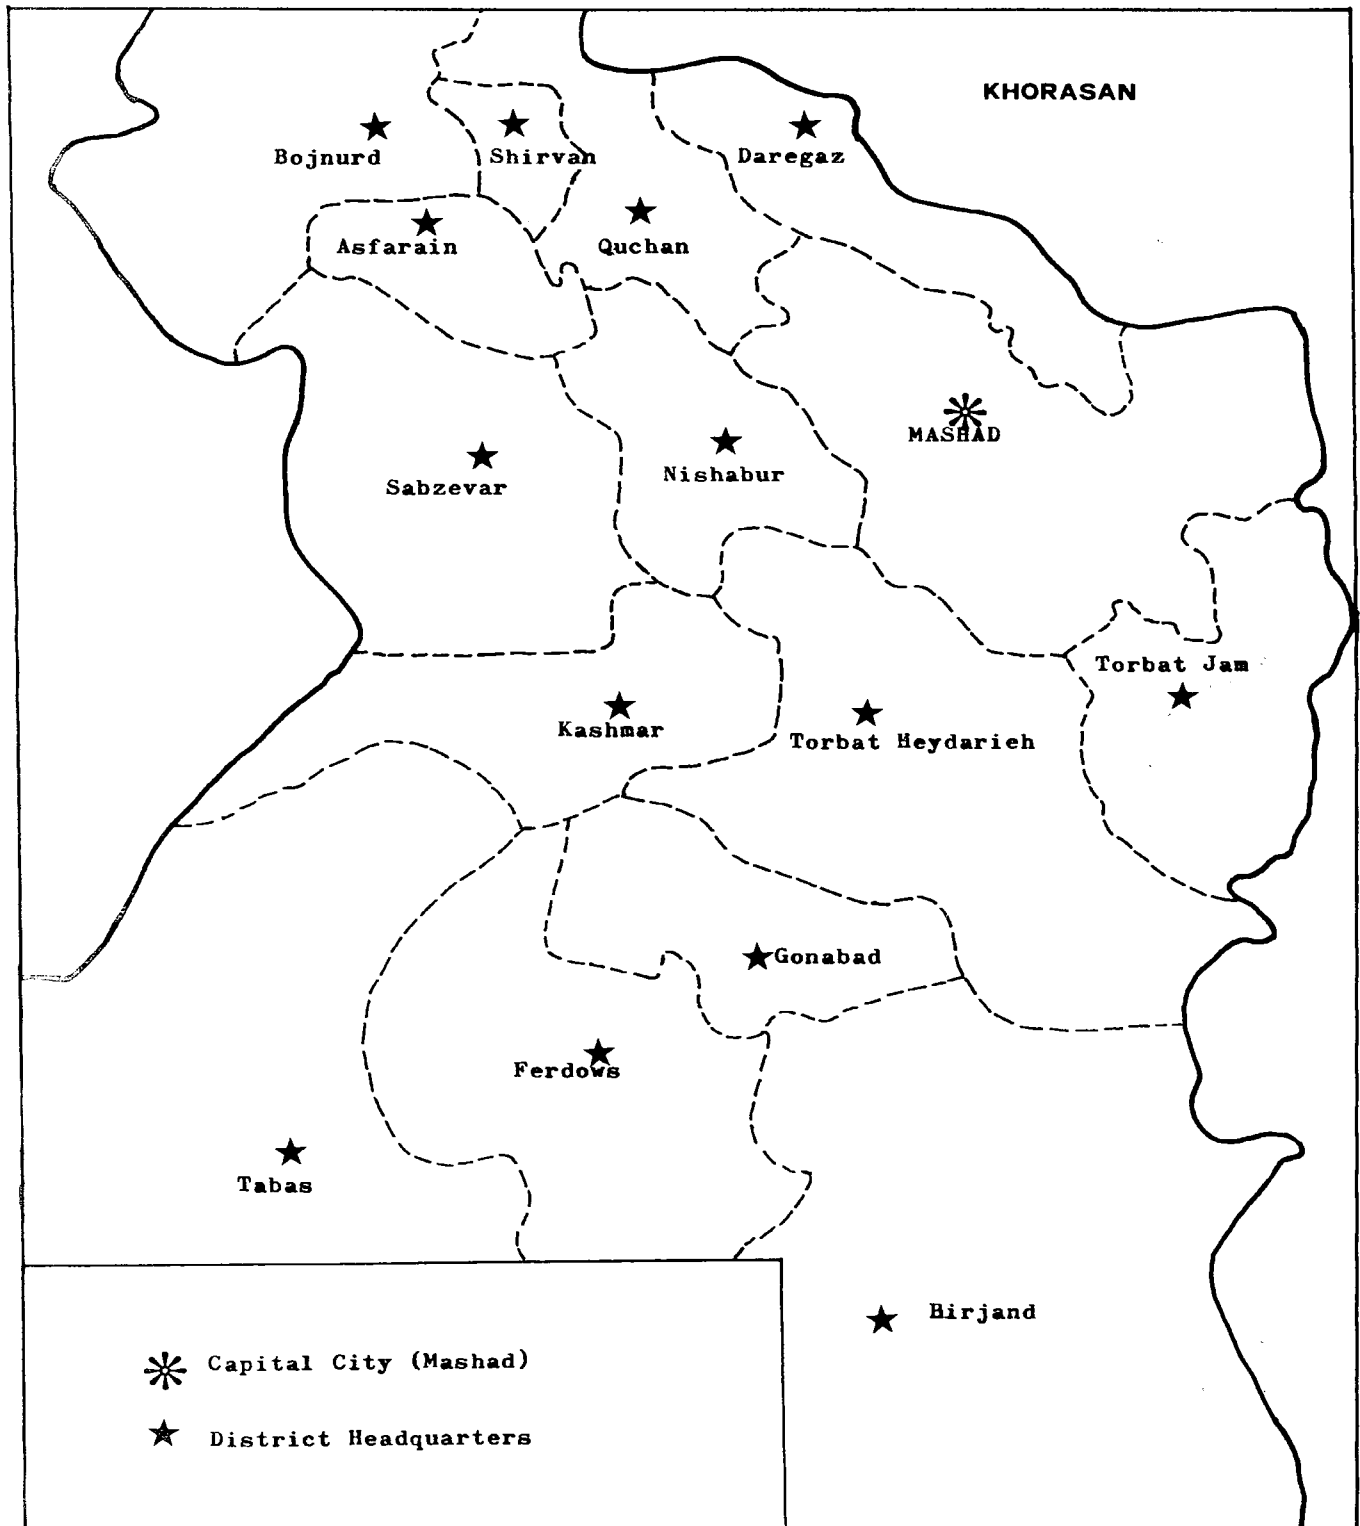 KHORASAN
Bojnurd
Shirvan
Daregaz
Asfarain
Quchan
MASHAD
Nishabur
Sabzevar
Torbat Jam
Kashmar
Torbat Heydarieh
Gonabad
Ferdows
Tabas
Birjand
Capital City (Mashad)
District Headquarters